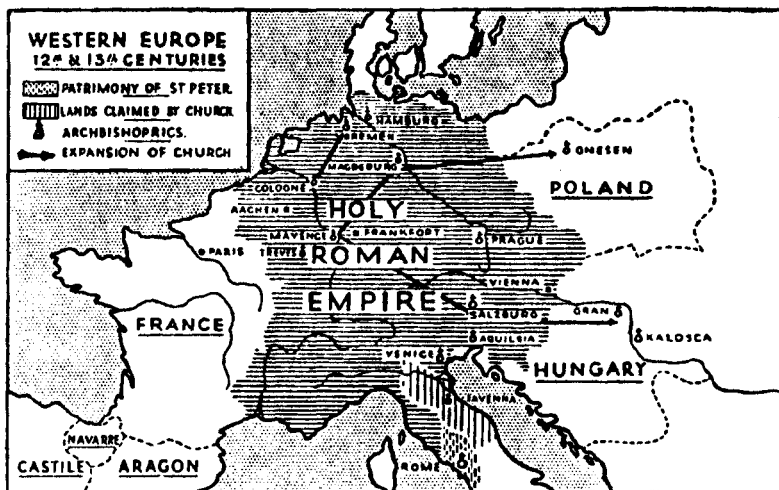 WESTERN EUROPE
12TH & 13TH CENTURIES
PATRIMONY OF ST PETER.
LANDS CLAIMED BY CHURCH
ARCHBISHOPRICS.
EXPANSION OF CHURCH
HAMBURG
BREMEN
MAGDEBURG
GNESEN
POLAND
COLOGNE
AACHEN
HOLY
MAYENCE
FRANKFORT
PRAGUE
PARIS
TREVES
ROMAN
VIENNA
EMPIRE
SALZBURG
GRAN
FRANCE
AQUILEIA
KALOSCA
VENICE
HUNGARY
RAVENNA
NAVARRE
CASTILE
ARAGON
ROME